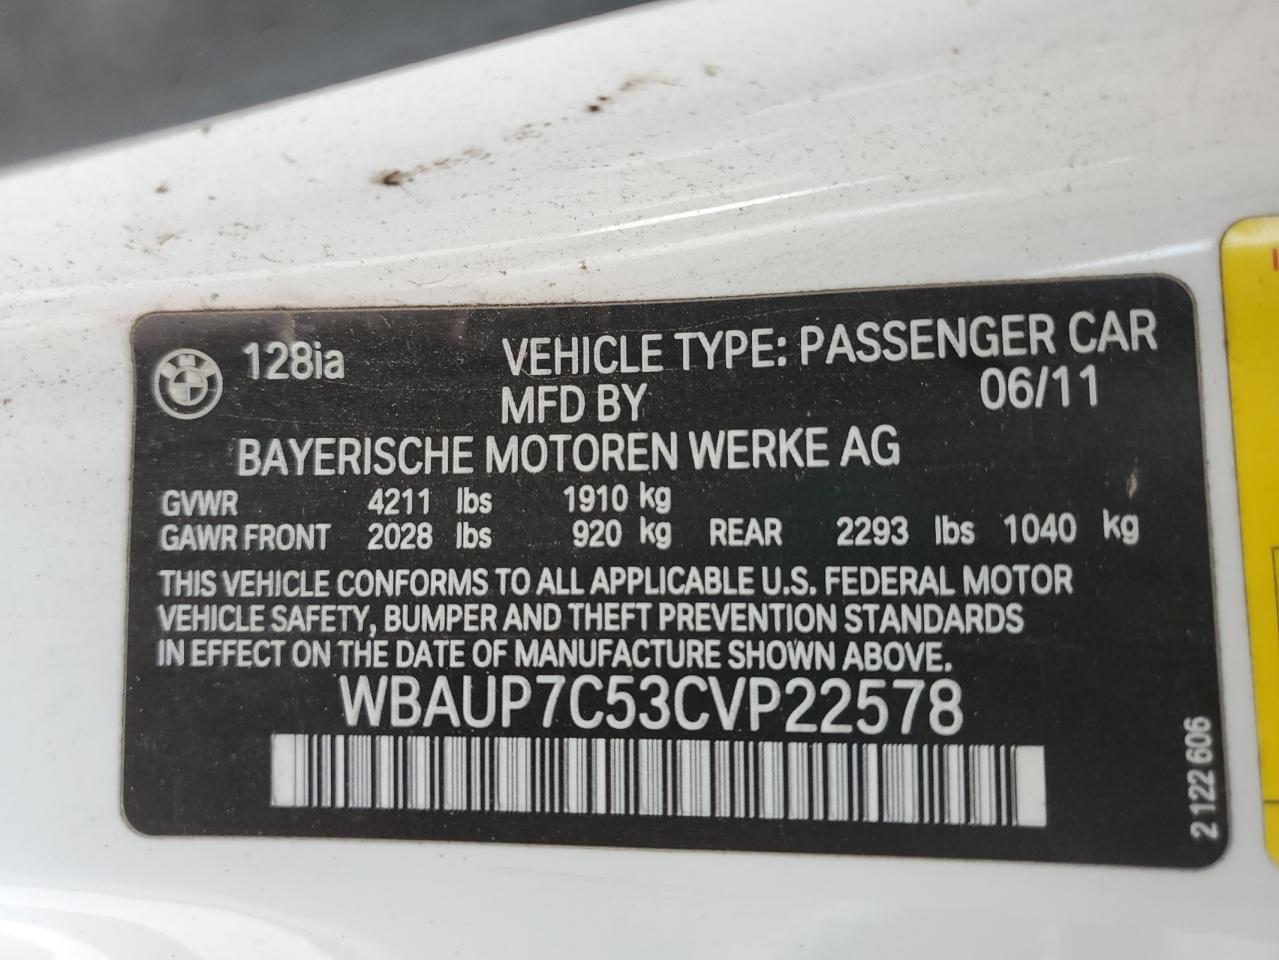 128ia VEHICLE TYPE: PASSENGER CAR
MFD BY 06/11
BAYERISCHE MOTOREN WERKE AG
GVWR 4211 lbs 1910 kg
GAWR FRONT 2028 lbs 920 kg REAR 2293 lbs 1040 kg
THIS VEHICLE CONFORMS TO ALL APPLICABLE U.S. FEDERAL MOTOR
VEHICLE SAFETY, BUMPER AND THEFT PREVENTION STANDARDS
IN EFFECT ON THE DATE OF MANUFACTURE SHOWN ABOVE.
WBAUP7C53CVP22578
2 122 606